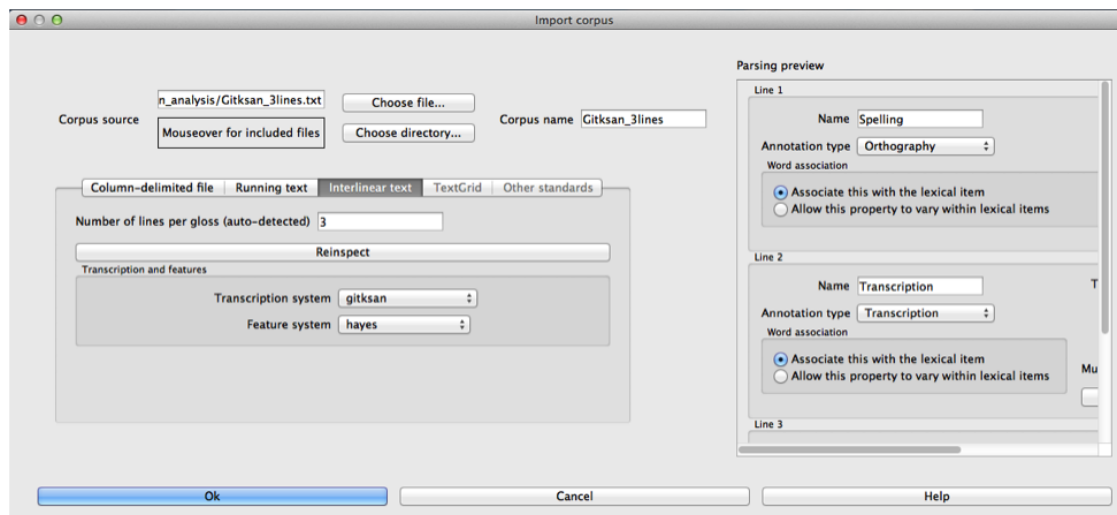 Import corpus
Corpus source
n_analysis/Gitksan_3lines.txt
Choose file...
Mouseover for included files
Choose directory...
Corpus name
Gitksan_3lines
Column-delimited file
Running text
Interlinear text
TextGrid
Other standards
Number of lines per gloss (auto-detected)
3
Reinspect
Transcription and features
Transcription system
gitksan
Feature system
hayes
Parsing preview
Line 1
Name
Spelling
Annotation type
Orthography
Word association
Associate this with the lexical item
Allow this property to vary within lexical items
Line 2
Name
Transcription
T
Annotation type
Transcription
Word association
Associate this with the lexical item
Allow this property to vary within lexical items
Mu
Line 3
Ok
Cancel
Help